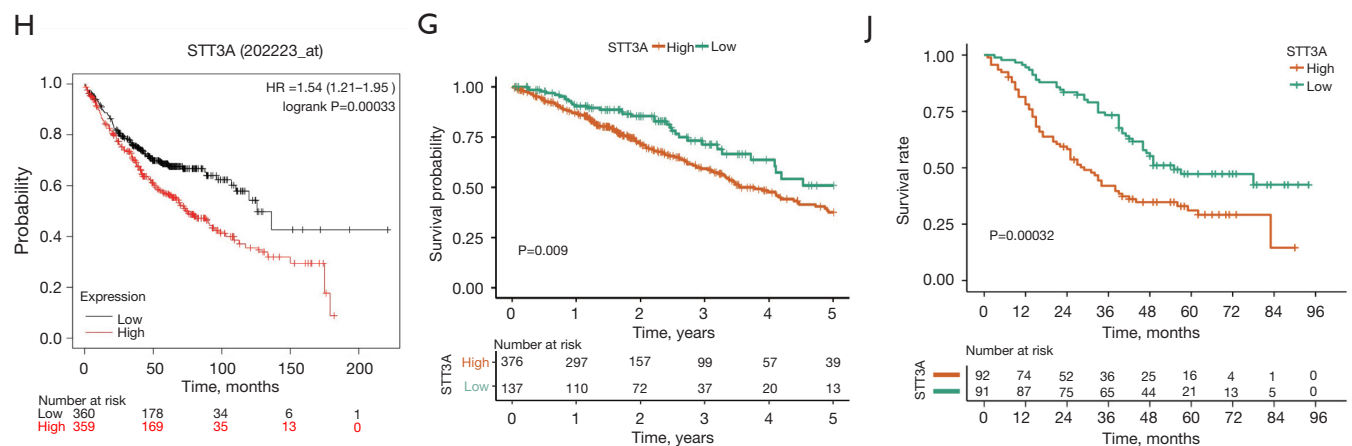 H
STT3A (202223_at)
HR =1.54 (1.21–1.95 )
logrank P=0.00033
Probability
1.0
0.8
0.6
0.4
0.2
0.0
Expression
Low
High
0 50 100 150 200
Time, months
Number at risk
Low 360 178 34 6 1
High 359 169 35 13 0
G
STT3A High Low
Survival probability
1.00
0.75
0.50
0.25
0.00
P=0.009
0 1 2 3 4 5
Time, years
Number at risk
STT3A
High 376 297 157 99 57 39
Low 137 110 72 37 20 13
0 1 2 3 4 5
Time, years
J
STT3A
High
Low
Survival rate
1.00
0.75
0.50
0.25
0.00
P=0.00032
0 12 24 36 48 60 72 84 96
Time, months
Number at risk
STT3A
92 74 52 36 25 16 4 1 0
91 87 75 65 44 21 13 5 0
0 12 24 36 48 60 72 84 96
Time, months